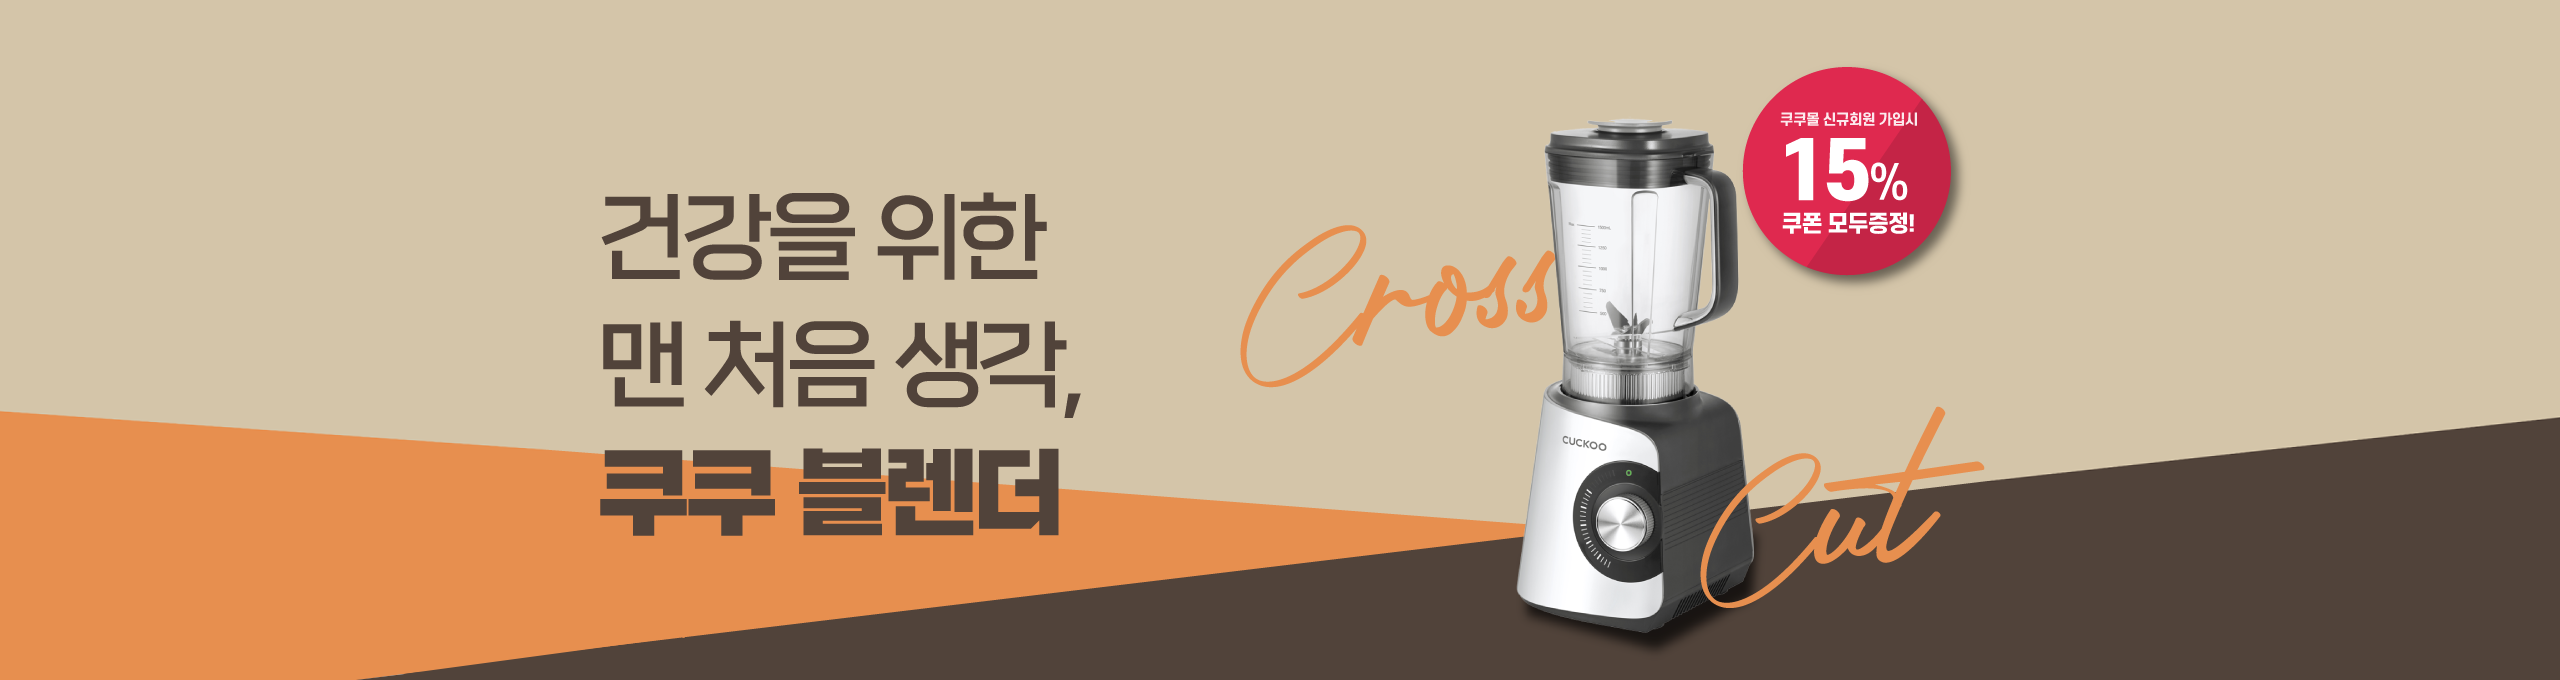 건강을 위한
맨 처음 생각,
쿠쿠 블렌더
Cross
Cut
쿠쿠몰 신규회원 가입시
15%
쿠폰 모두증정!
CUCKOO